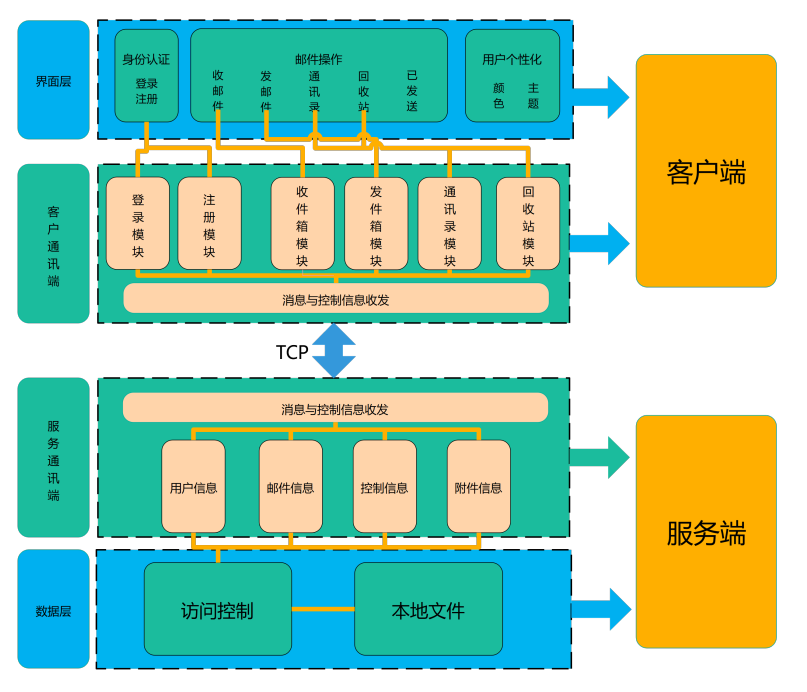 界面层
身份认证
登录
注册
邮件操作
收邮件
发邮件
通讯录
回收站
已发送
用户个性化
颜色
主题
客户端
客户通讯端
登录模块
注册模块
收件箱模块
发件箱模块
通讯录模块
回收站模块
消息与控制信息收发
TCP
服务通讯端
消息与控制信息收发
用户信息
邮件信息
控制信息
附件信息
服务端
数据层
访问控制
本地文件